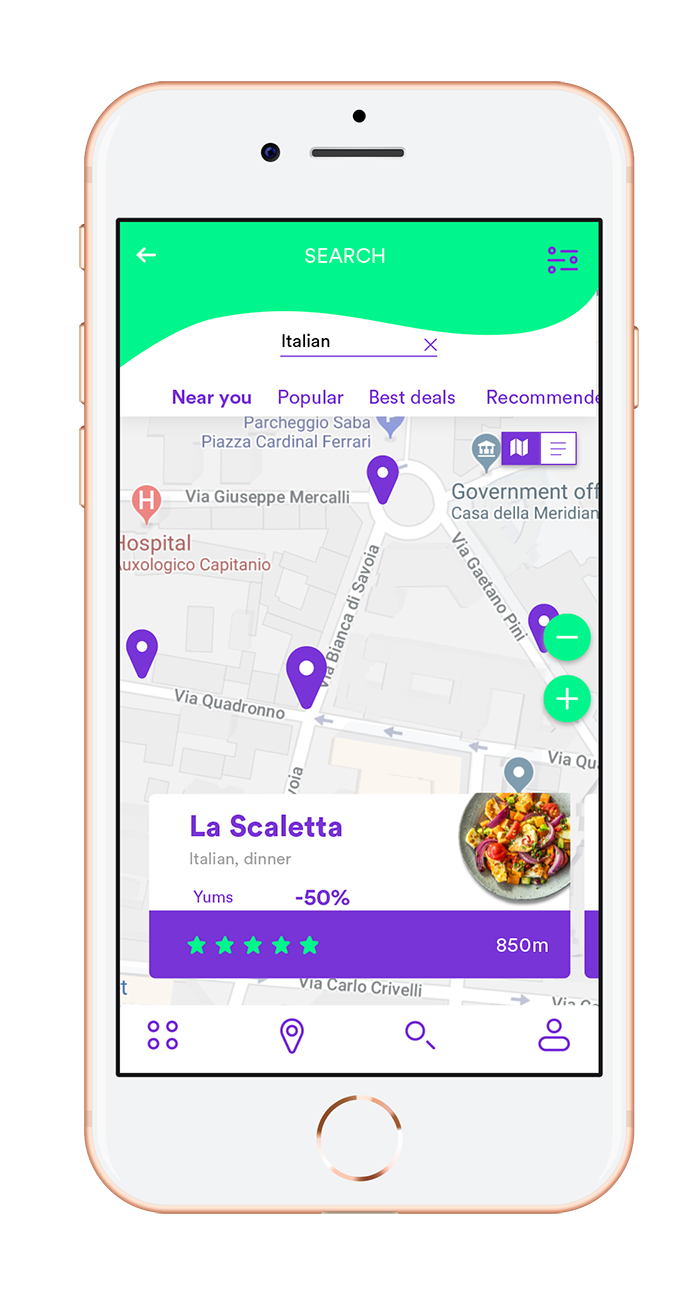 SEARCH
Italian
Near you Popular Best deals Recommende
Parcheggio Saba
Piazza Cardinal Ferrari
P
H
Via Giuseppe Mercalli
Government off
Casa della Meridian
Hospital
Auxologico Capitanio
Via Bianca di Savoia
Via Gaetano Pini
Via Quadronno
Via Qu
voia
La Scaletta
Italian, dinner
Yums -50%
850m
t
Via Carlo Crivelli
Via C